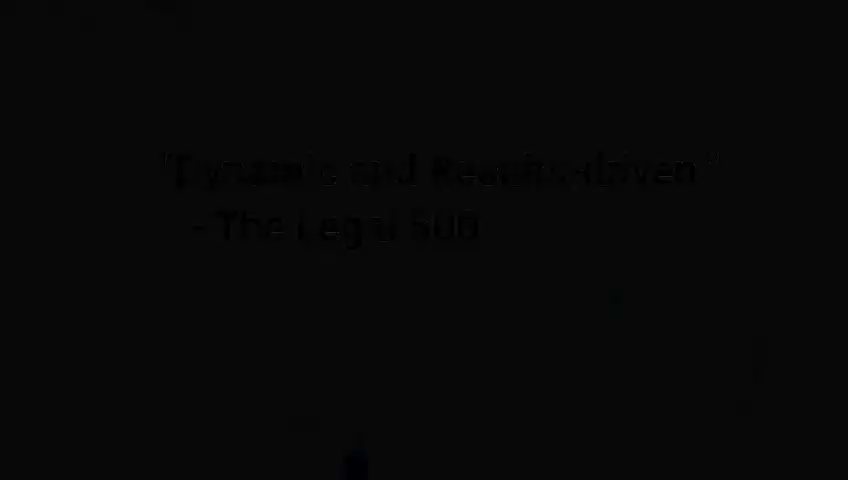 "Dynamic and Results-driven."
- The Legal 500